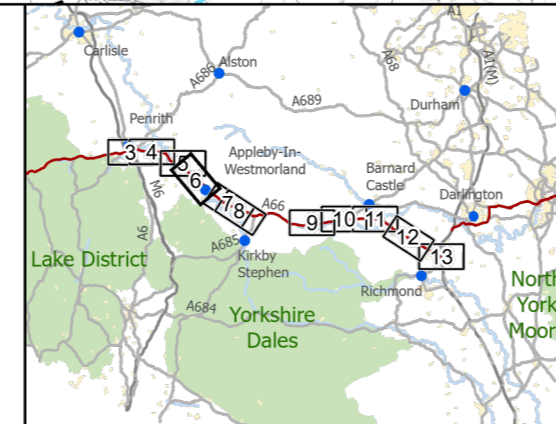 A1
Carlisle
Alston
A686
A68
A1(M)
A689
Durham
Penrith
3 4
5
6
7
8
Appleby-In-
Westmorland
Barnard
Castle
Darlington
M6
A66
9 10 11
12
13
A6
A685
Kirkby
Stephen
Lake District
Richmond
A684
Yorkshire
Dales
North
York
Moor